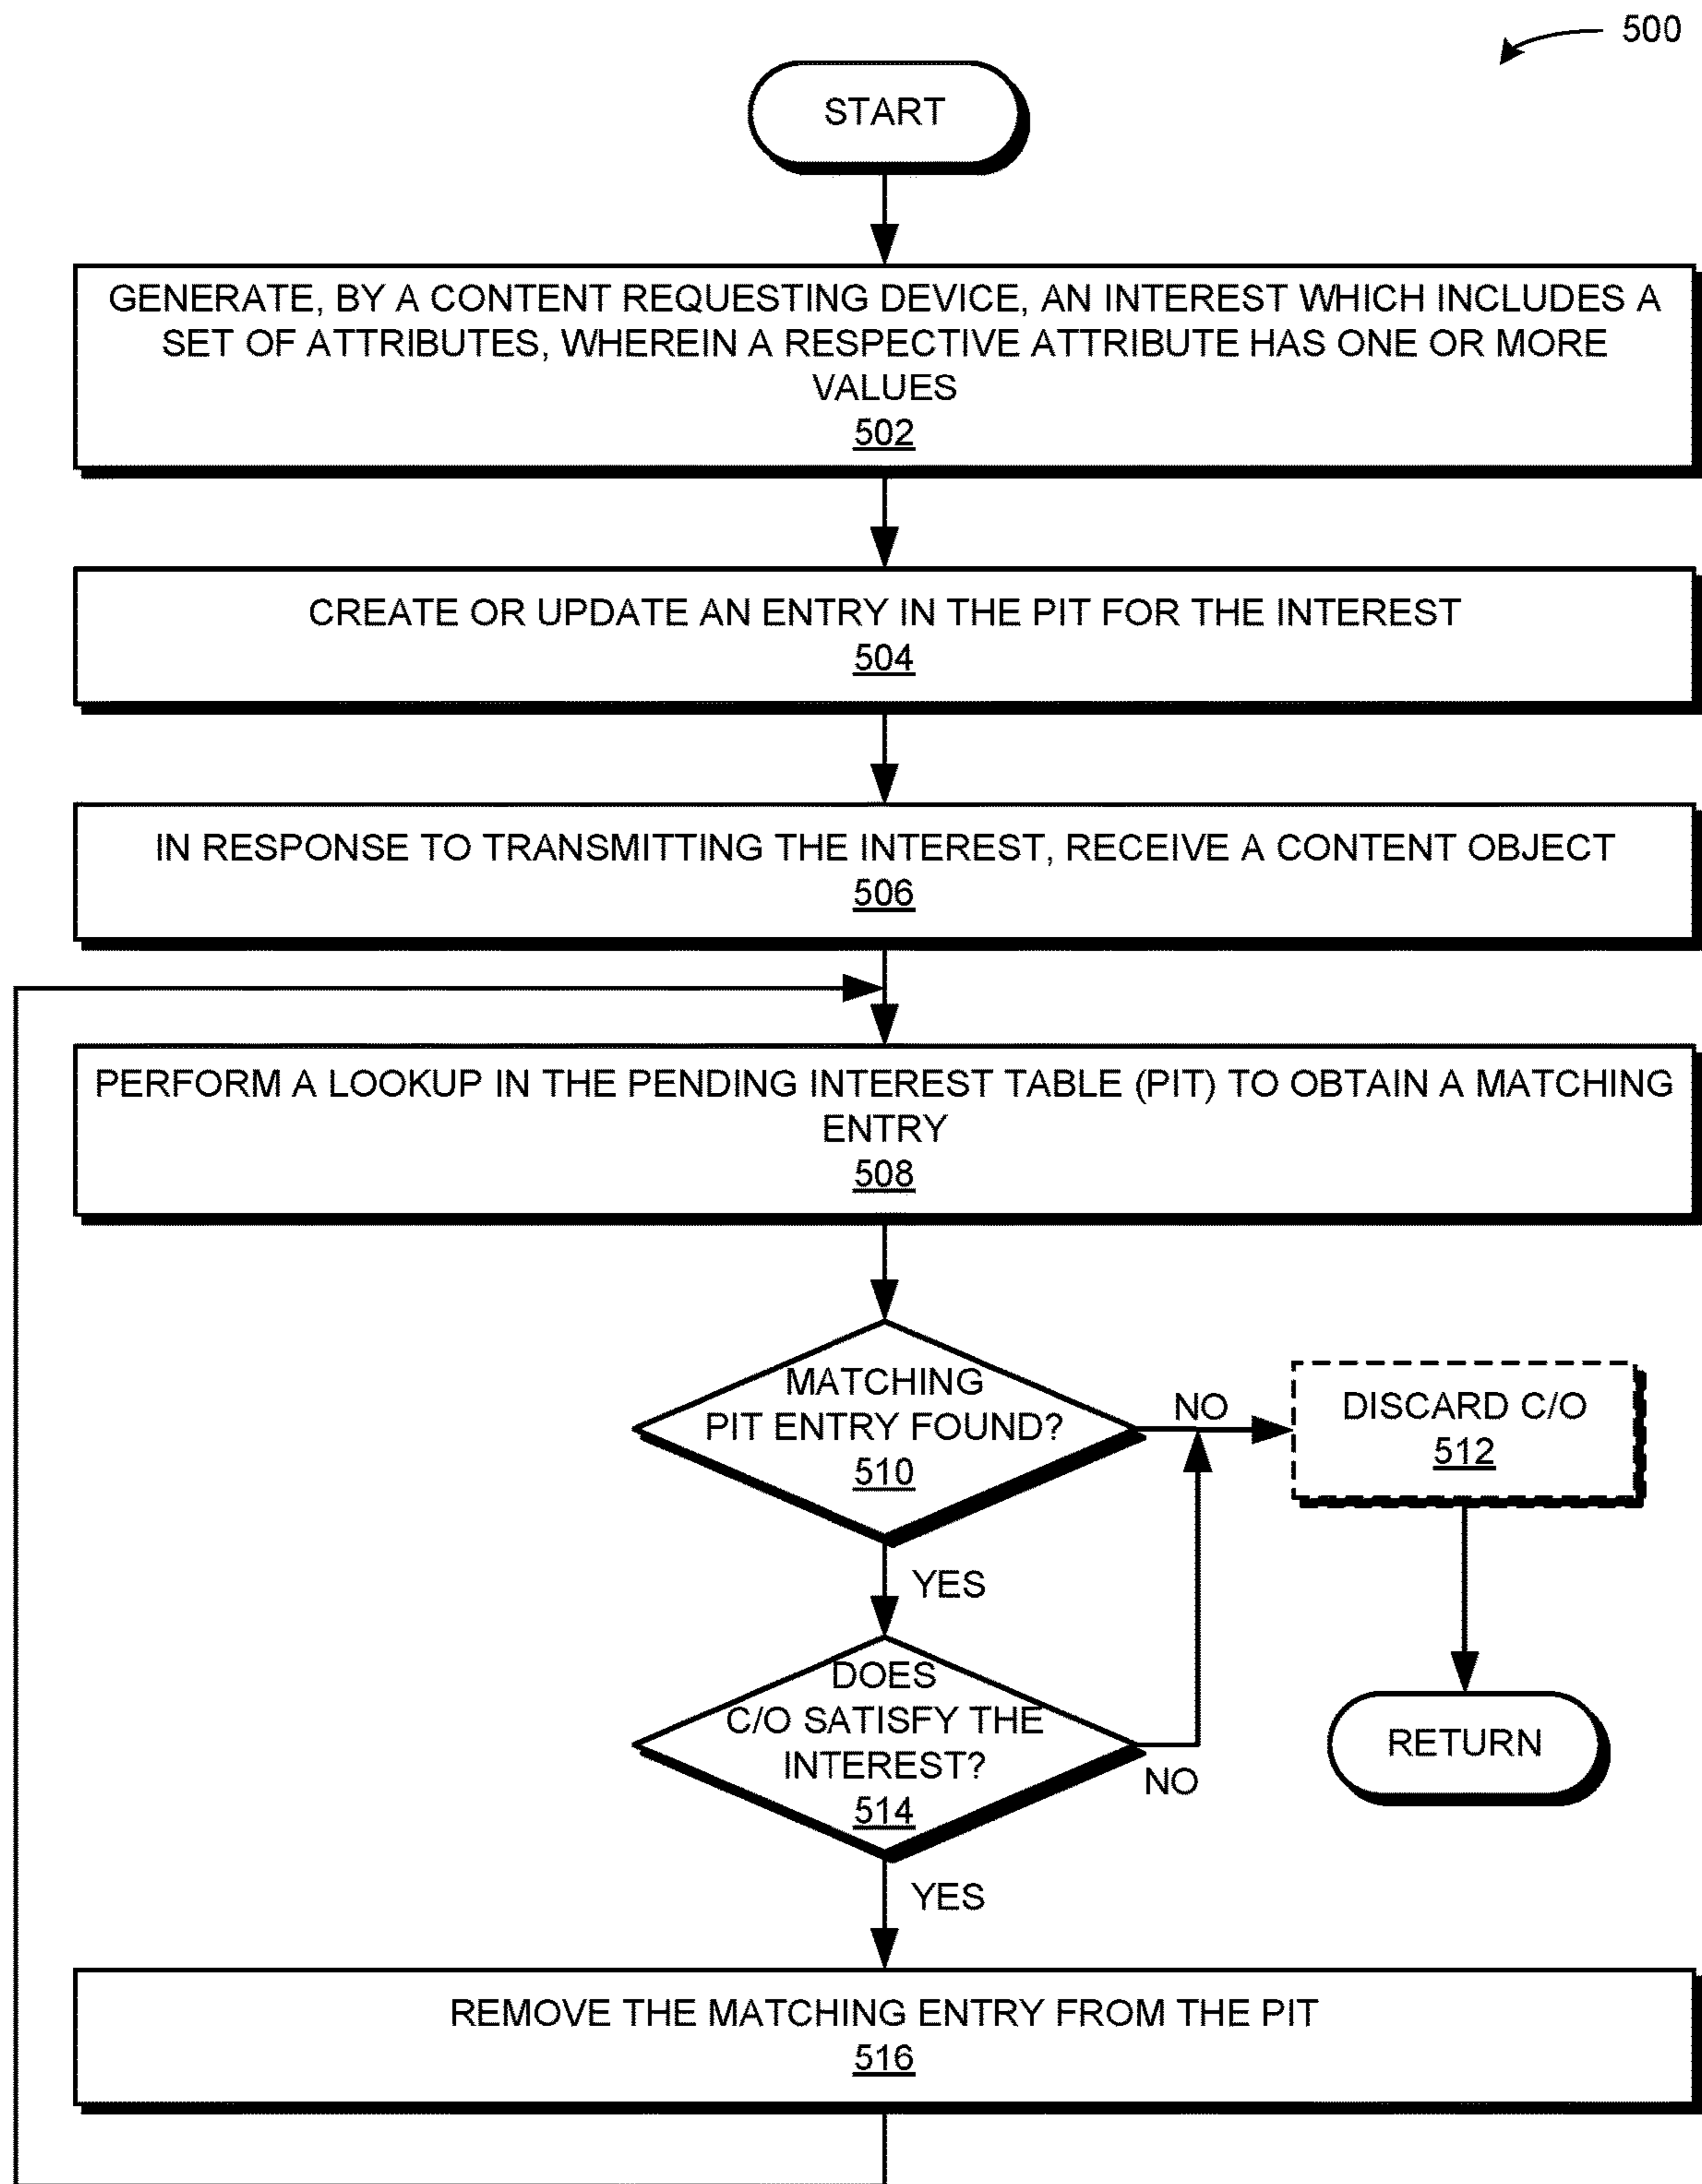 500
START
GENERATE, BY A CONTENT REQUESTING DEVICE, AN INTEREST WHICH INCLUDES A
SET OF ATTRIBUTES, WHEREIN A RESPECTIVE ATTRIBUTE HAS ONE OR MORE
VALUES
502
CREATE OR UPDATE AN ENTRY IN THE PIT FOR THE INTEREST
504
IN RESPONSE TO TRANSMITTING THE INTEREST, RECEIVE A CONTENT OBJECT
506
PERFORM A LOOKUP IN THE PENDING INTEREST TABLE (PIT) TO OBTAIN A MATCHING
ENTRY
508
MATCHING
PIT ENTRY FOUND?
510
NO
DISCARD C/O
512
YES
DOES
C/O SATISFY THE
INTEREST?
514
NO
RETURN
YES
REMOVE THE MATCHING ENTRY FROM THE PIT
516